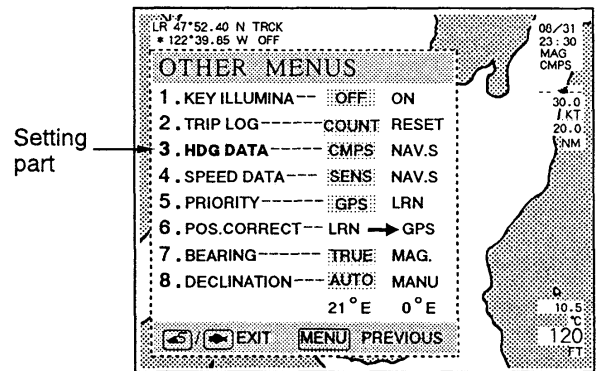 LR 47°52.40 N TRCK
* 122°39.85 W OFF
08/31
23:30
MAG
CMPS
OTHER MENUS
1.KEY ILLUMINA-- OFF ON
2.TRIP LOG------COUNT RESET
3.HDG DATA------ CMPS NAV.S
4.SPEED DATA---- SENS NAV.S
5.PRIORITY------ GPS LRN
6.POS.CORRECT-- LRN → GPS
7.BEARING------- TRUE MAG.
8.DECLINATION--- AUTO MANU
21°E 0°E
EXIT MENU PREVIOUS
Setting
part
30.0
KT
20.0
NM
10.5
°C
120
FT